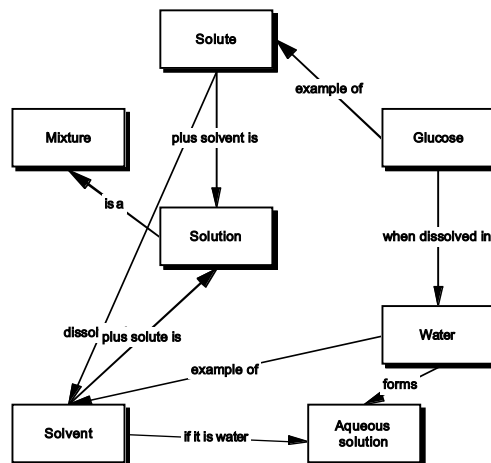 Solute
example of
Mixture
plus solvent is
Glucose
is a
Solution
when dissolved in
plus solute is
Water
example of
forms
Solvent
if it is water
Aqueous
solution